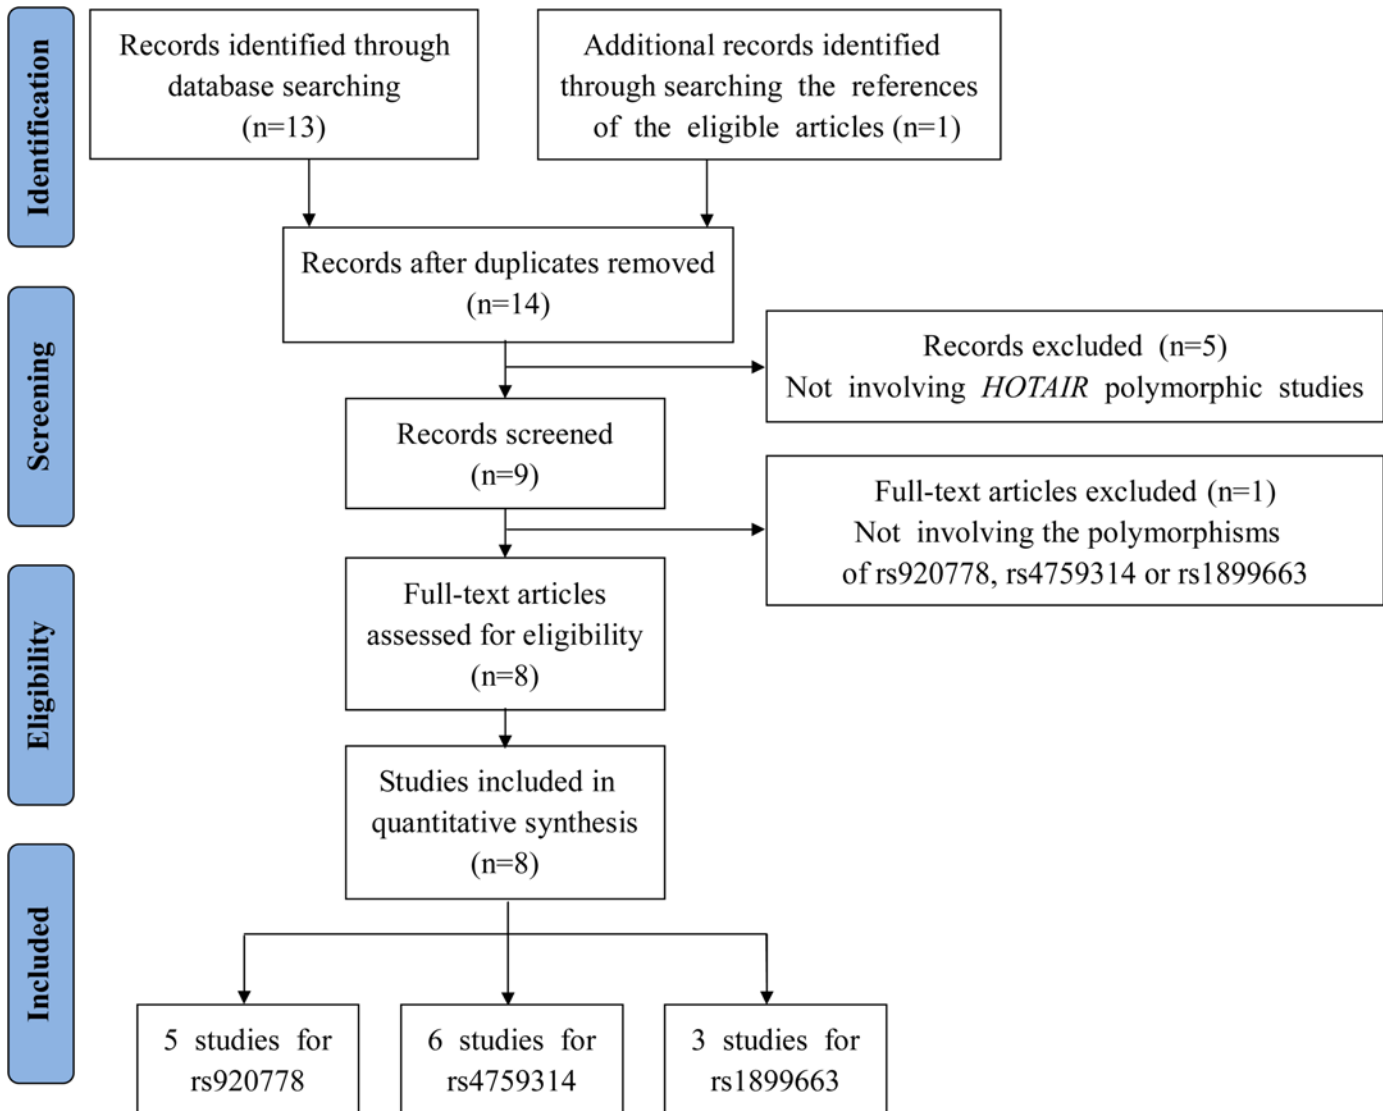 Identification
Records identified through
database searching
(n=13)
Additional records identified
through searching the references
of the eligible articles (n=1)
Records after duplicates removed
(n=14)
Screening
Records excluded (n=5)
Not involving HOTAIR polymorphic studies
Records screened
(n=9)
Full-text articles excluded (n=1)
Not involving the polymorphisms
of rs920778, rs4759314 or rs1899663
Eligibility
Full-text articles
assessed for eligibility
(n=8)
Studies included in
quantitative synthesis
(n=8)
Included
5 studies for
rs920778
6 studies for
rs4759314
3 studies for
rs1899663